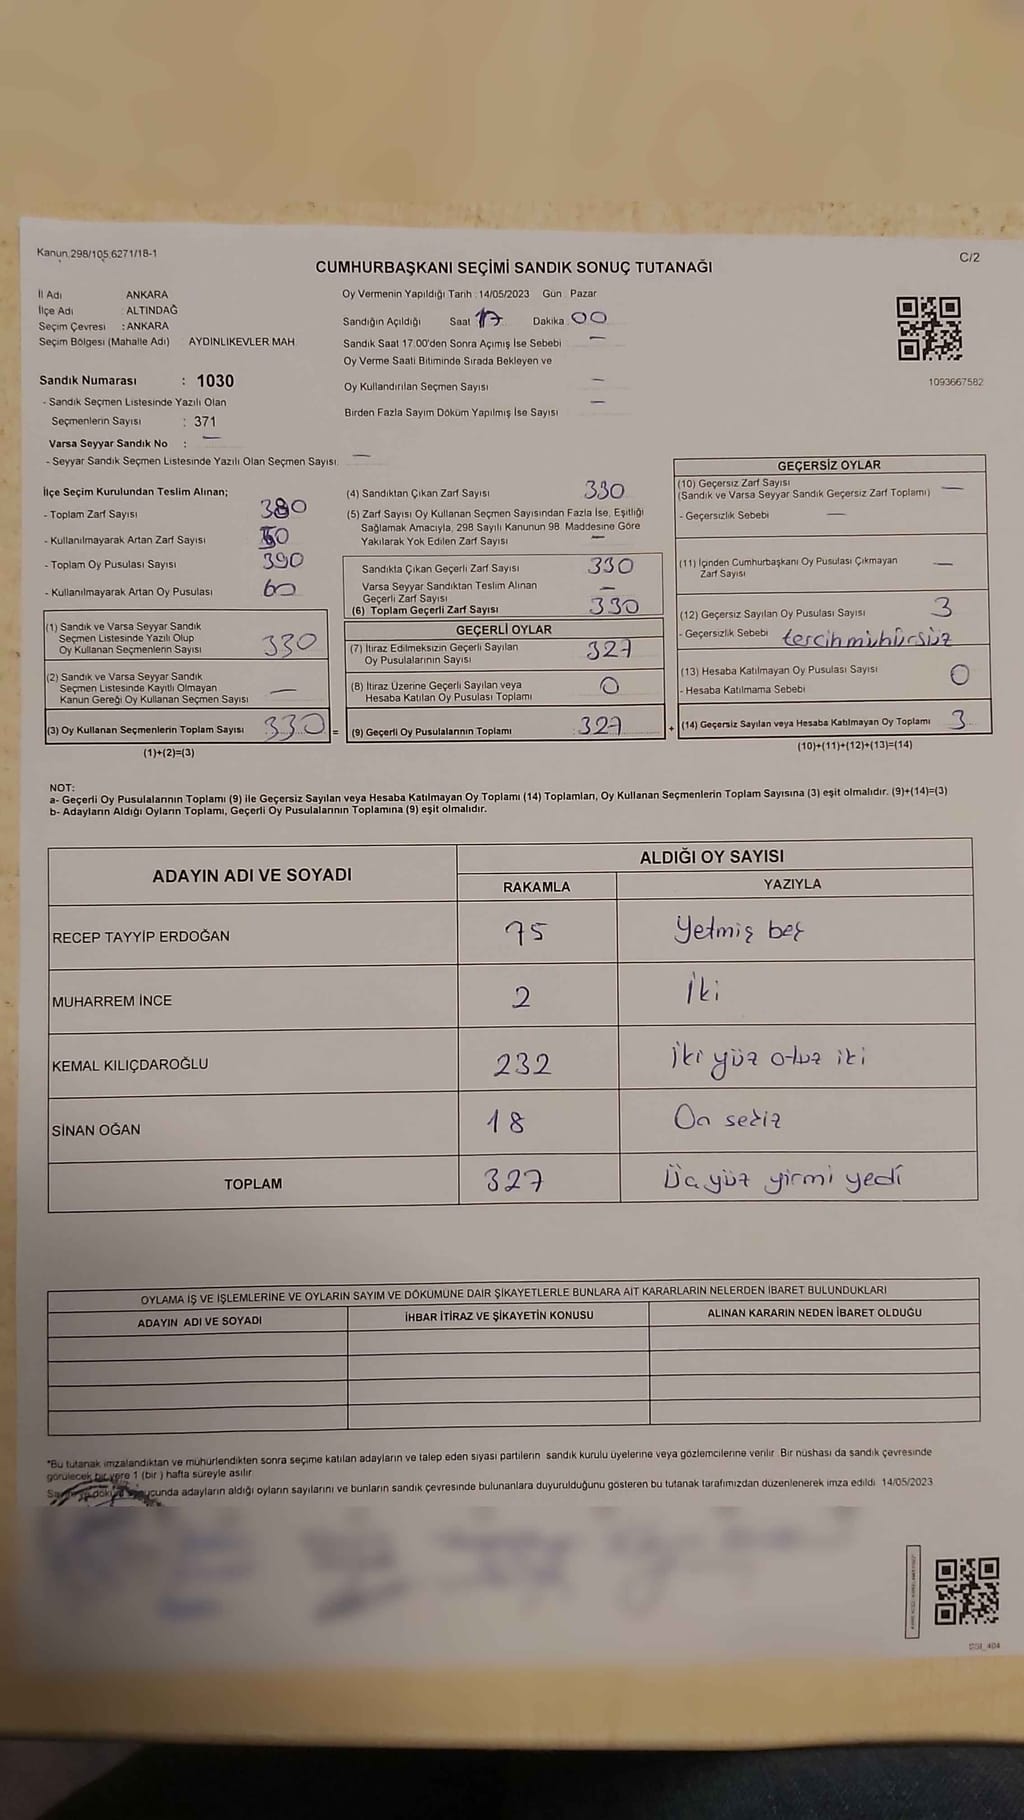 Kanun.298/105,6271/18-1
C/2
CUMHURBAŞKANI SEÇİMİ SANDIK SONUÇ TUTANAĞI
İl Adı ANKARA
İlçe Adı : ALTINDAĞ
Seçim Çevresi : ANKARA
Seçim Bölgesi (Mahalle Adı) AYDINLIKEVLER MAH.
Oy Vermenin Yapıldığı Tarih : 14/05/2023 Gün : Pazar
Sandığın Açıldığı Saat 17 Dakika 00
Sandık Saat 17.00'den Sonra Açımış İse Sebebi —
Oy Verme Saati Bitiminde Sırada Bekleyen ve
Oy Kullandırılan Seçmen Sayısı —
Birden Fazla Sayım Döküm Yapılmış İse Sayısı —
1093667582
Sandık Numarası : 1030
- Sandık Seçmen Listesinde Yazılı Olan
Seçmenlerin Sayısı : 371
Varsa Seyyar Sandık No : —
- Seyyar Sandık Seçmen Listesinde Yazılı Olan Seçmen Sayısı: —
İlçe Seçim Kurulundan Teslim Alınan;
- Toplam Zarf Sayısı 380
- Kullanılmayarak Artan Zarf Sayısı 50
- Toplam Oy Pusulası Sayısı 390
- Kullanılmayarak Artan Oy Pusulası 60
(1) Sandık ve Varsa Seyyar Sandık
Seçmen Listesinde Yazılı Olup
Oy Kullanan Seçmenlerin Sayısı 330
(2) Sandık ve Varsa Seyyar Sandık
Seçmen Listesinde Kayıtlı Olmayan
Kanun Gereği Oy Kullanan Seçmen Sayısı —
(3) Oy Kullanan Seçmenlerin Toplam Sayısı 330 =
(1)+(2)=(3)
(4) Sandıktan Çıkan Zarf Sayısı 330
(5) Zarf Sayısı Oy Kullanan Seçmen Sayısından Fazla İse, Eşitliği
Sağlamak Amacıyla, 298 Sayılı Kanunun 98. Maddesine Göre
Yakılarak Yok Edilen Zarf Sayısı —
Sandıkta Çıkan Geçerli Zarf Sayısı 330
Varsa Seyyar Sandıktan Teslim Alınan
Geçerli Zarf Sayısı —
(6) Toplam Geçerli Zarf Sayısı 330
GEÇERLİ OYLAR
(7) İtiraz Edilmeksizin Geçerli Sayılan
Oy Pusulalarının Sayısı 327
(8) İtiraz Üzerine Geçerli Sayılan veya
Hesaba Katılan Oy Pusulası Toplamı 0
(9) Geçerli Oy Pusulalarının Toplamı : 327 +
GEÇERSİZ OYLAR
(10) Geçersiz Zarf Sayısı
(Sandık ve Varsa Seyyar Sandık Geçersiz Zarf Toplamı) —
- Geçersizlik Sebebi —
(11) İçinden Cumhurbaşkanı Oy Pusulası Çıkmayan
Zarf Sayısı —
(12) Geçersiz Sayılan Oy Pusulası Sayısı 3
- Geçersizlik Sebebi tercih mühürsüz
(13) Hesaba Katılmayan Oy Pusulası Sayısı 0
- Hesaba Katılmama Sebebi
(14) Geçersiz Sayılan veya Hesaba Katılmayan Oy Toplamı 3
(10)+(11)+(12)+(13)=(14)
NOT:
a- Geçerli Oy Pusulalarının Toplamı (9) ile Geçersiz Sayılan veya Hesaba Katılmayan Oy Toplamı (14) Toplamları, Oy Kullanan Seçmenlerin Toplam Sayısına (3) eşit olmalıdır. (9)+(14)=(3)
b- Adayların Aldığı Oyların Toplamı, Geçerli Oy Pusulalarının Toplamına (9) eşit olmalıdır.
ADAYIN ADI VE SOYADI
ALDIĞI OY SAYISI
RAKAMLA YAZIYLA
RECEP TAYYİP ERDOĞAN 75 Yetmiş beş
MUHARREM İNCE 2 İki
KEMAL KILIÇDAROĞLU 232 İki yüz otuz iki
SİNAN OĞAN 18 On sekiz
TOPLAM 327 Üç yüz yirmi yedi
OYLAMA İŞ VE İŞLEMLERİNE VE OYLARIN SAYIM VE DÖKÜMÜNE DAİR ŞİKAYETLERLE BUNLARA AİT KARARLARIN NELERDEN İBARET BULUNDUKLARI
ADAYIN ADI VE SOYADI İHBAR İTİRAZ VE ŞİKAYETİN KONUSU ALINAN KARARIN NEDEN İBARET OLDUGU
*Bu tutanak imzalandıktan ve mühürlendikten sonra seçime katılan adayların ve talep eden siyasi partilerin sandık kurulu üyelerine veya gözlemcilerine verilir. Bir nüshası da sandık çevresinde
görülecek bir yere 1 (bir ) hafta süreyle asılır.
adayların aldığı oyların sayılarını ve bunların sandık çevresinde bulunanlara duyurulduğunu gösteren bu tutanak tarafımızdan düzenlenerek imza edildi. 14/05/2023